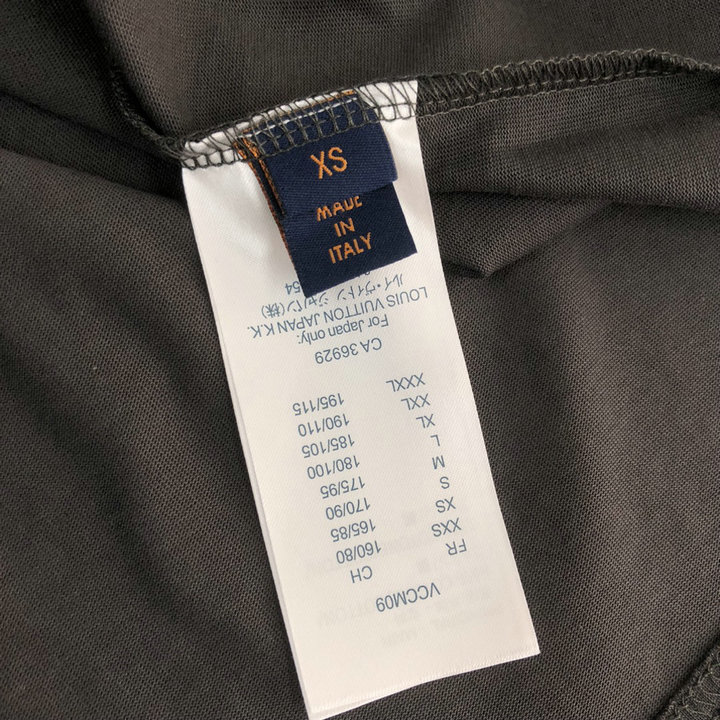 XS
MADE
IN
ITALY
VCCM09
FR CH
XXS 160/80
XS 165/85
S 170/90
M 175/95
L 180/100
XL 185/105
XXL 190/110
XXXL 195/115
CA 36929
For Japan only:
LOUIS VUITTON JAPAN K.K.
ルイ・ヴィトン ジャパン(株)